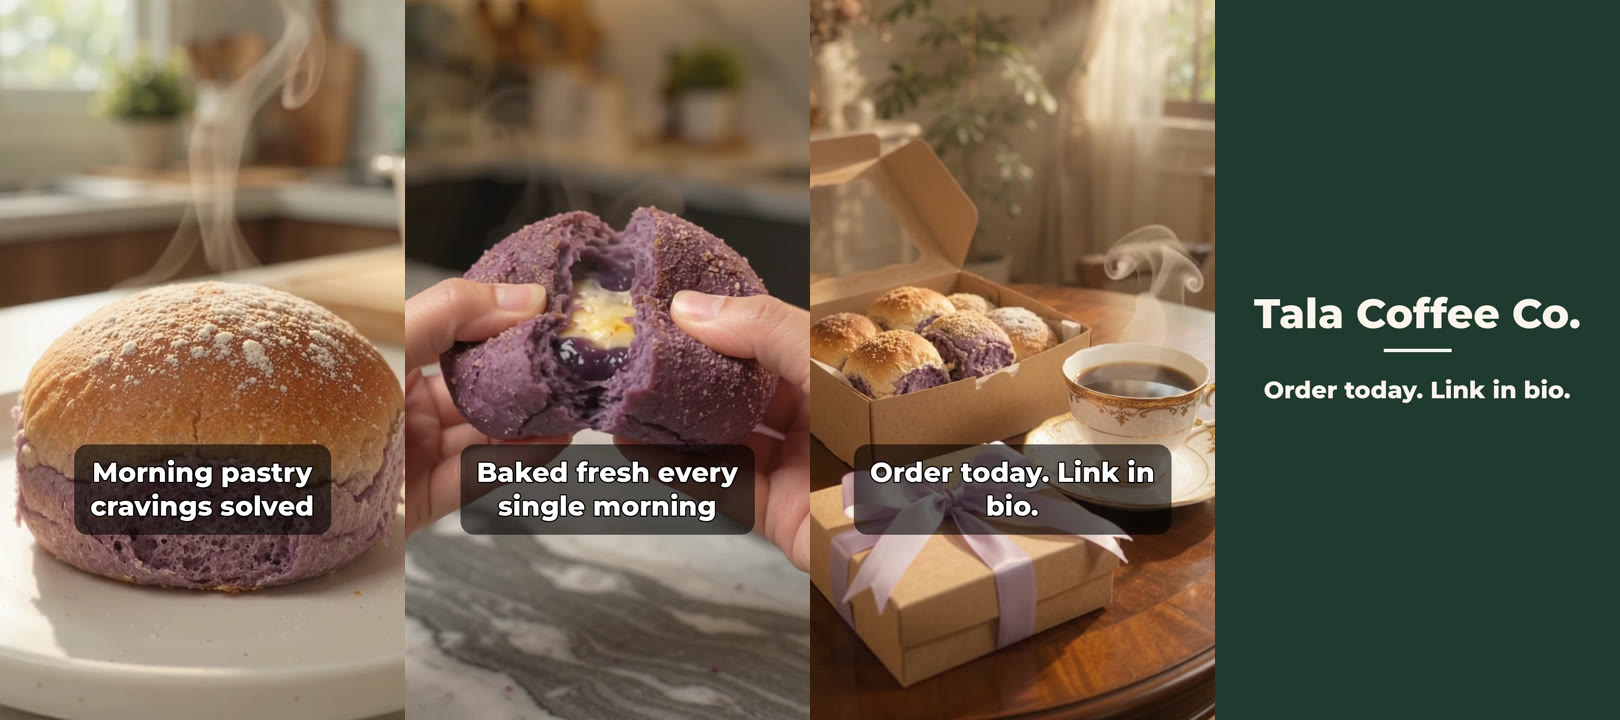 Morning pastry
cravings solved
Baked fresh every
single morning
Order today. Link in
bio.
Tala Coffee Co.
Order today. Link in bio.